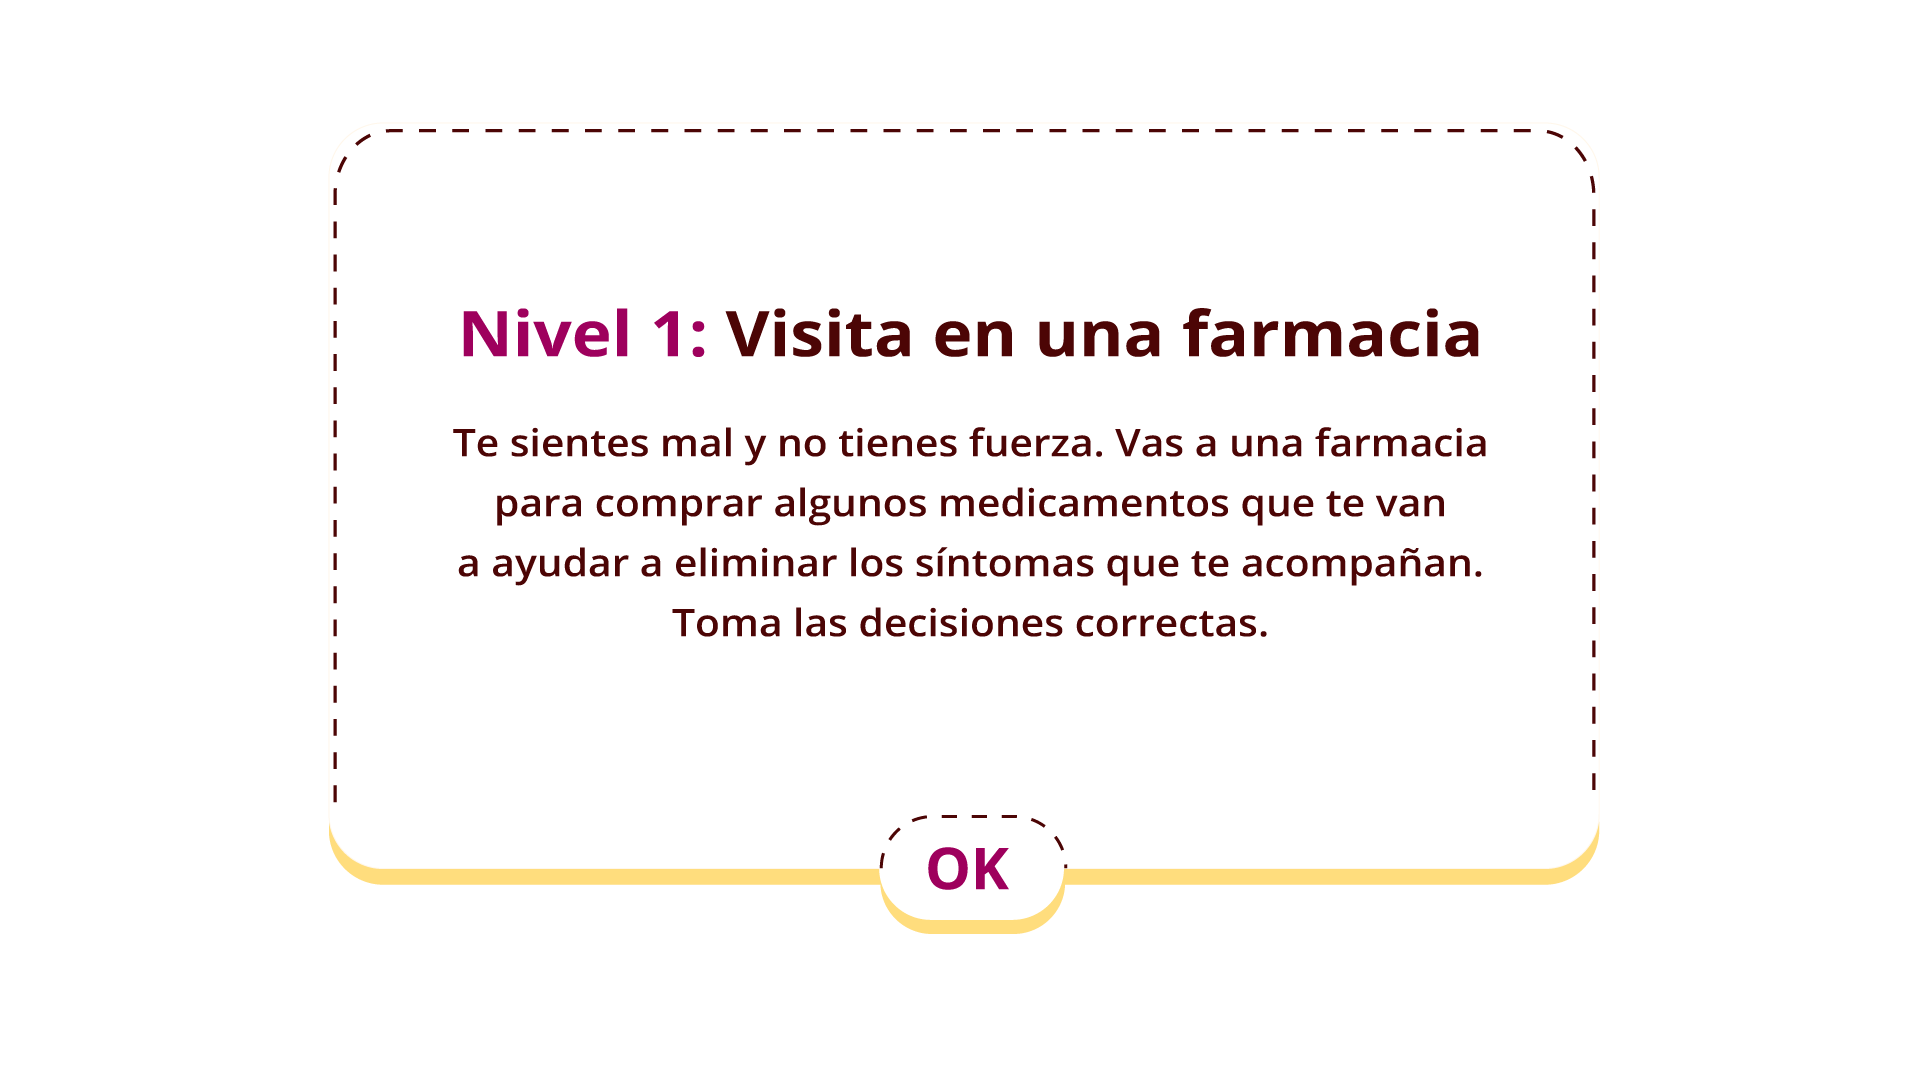 Nivel 1: Visita en una farmacia
Te sientes mal y no tienes fuerza. Vas a una farmacia
para comprar algunos medicamentos que te van
a ayudar a eliminar los síntomas que te acompañan.
Toma las decisiones correctas.
OK